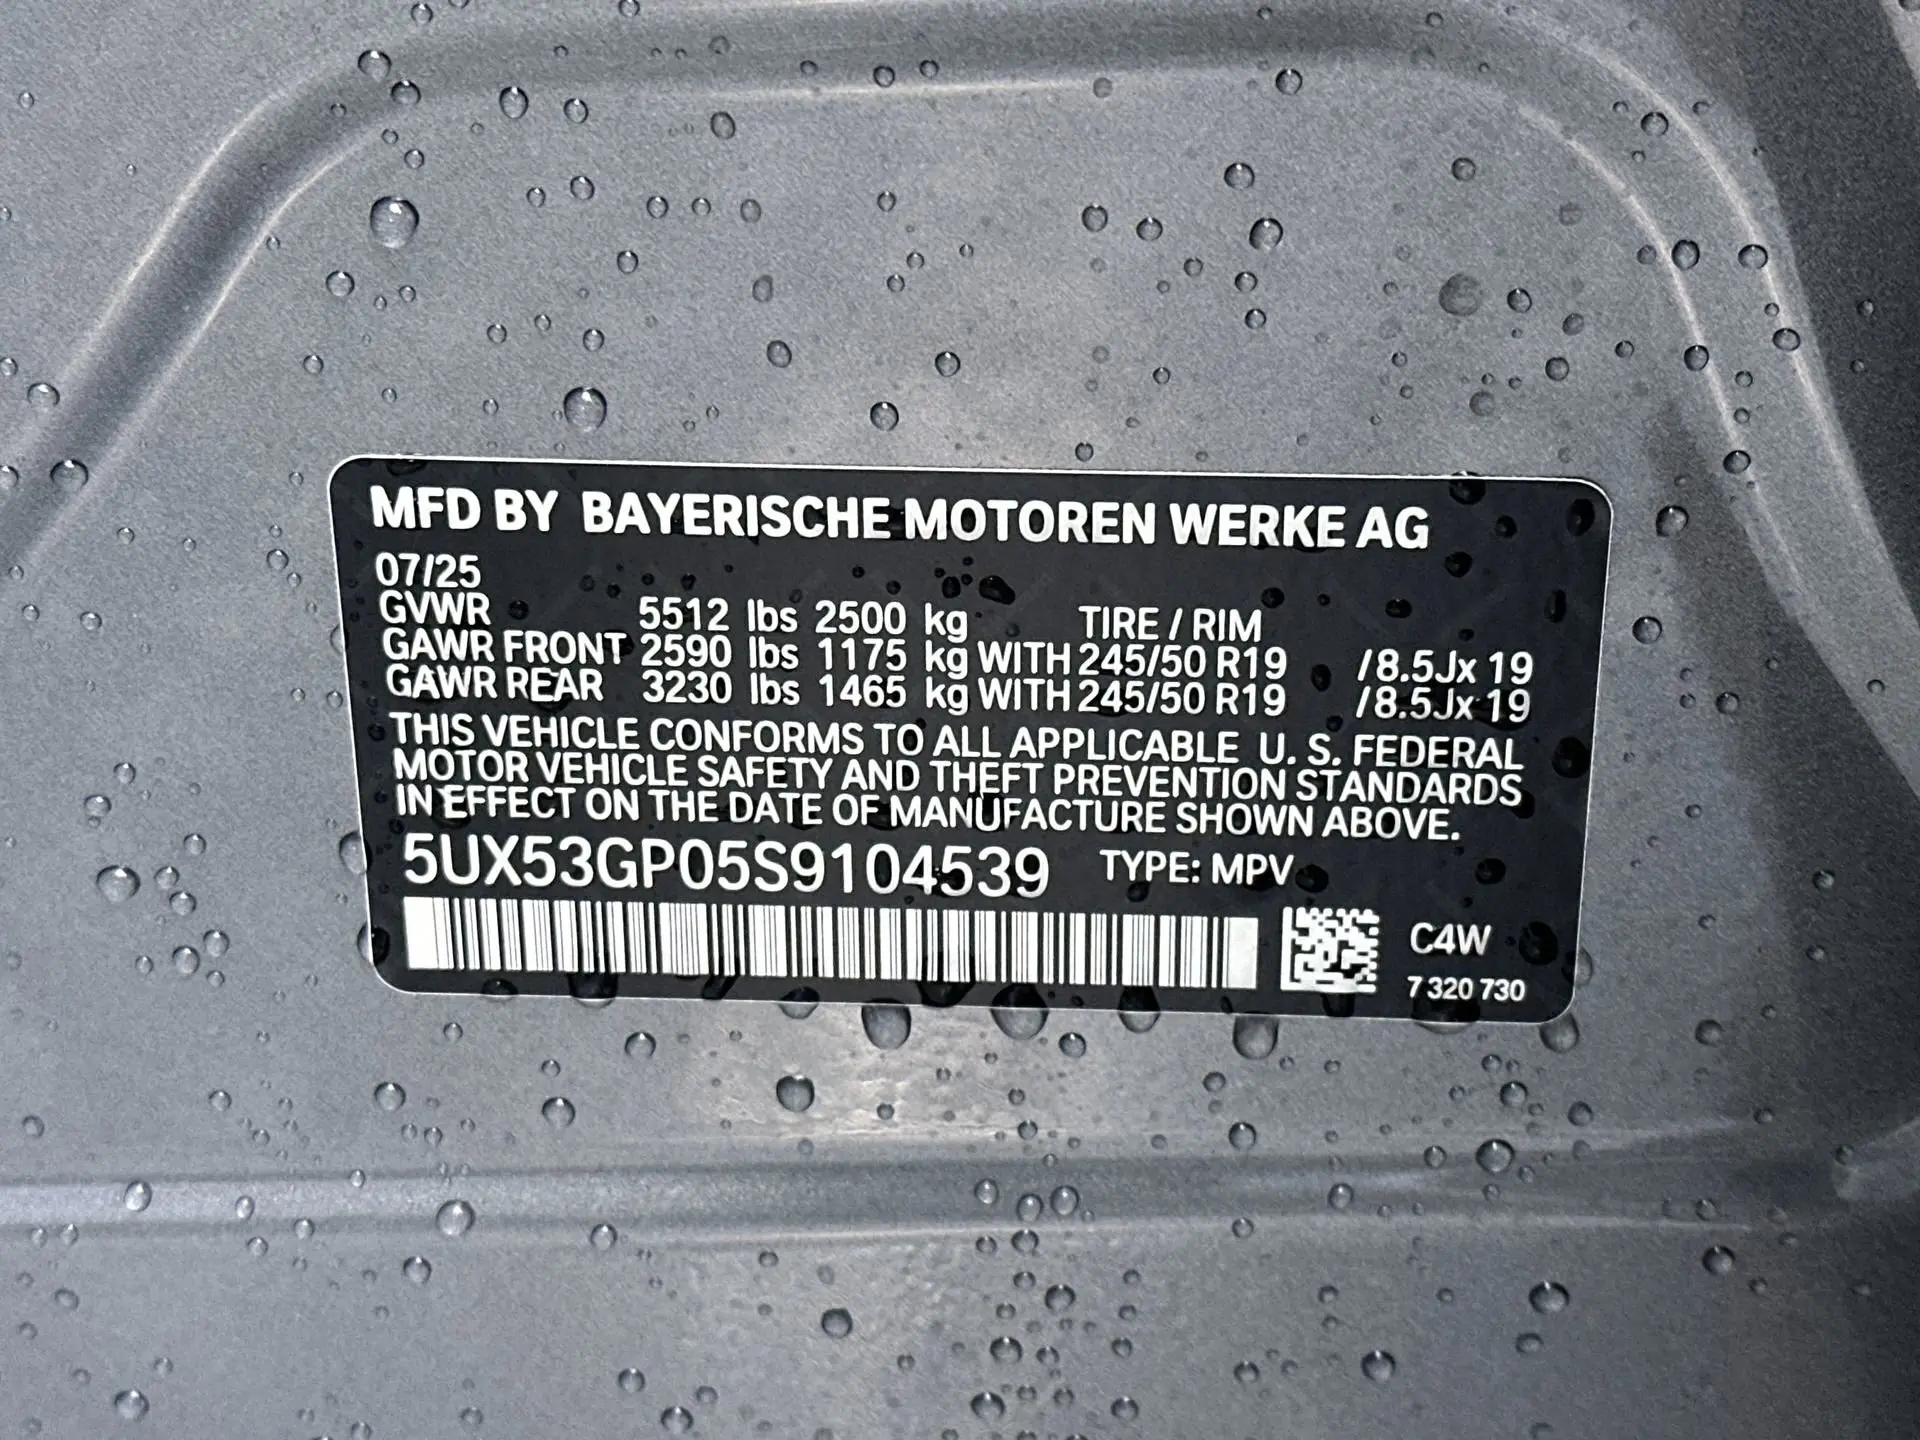 MFD BY BAYERISCHE MOTOREN WERKE AG
07/25
GVWR 5512 lbs 2500 kg TIRE / RIM
GAWR FRONT 2590 lbs 1175 kg WITH 245/50 R19 /8.5Jx 19
GAWR REAR 3230 lbs 1465 kg WITH 245/50 R19 /8.5Jx 19
THIS VEHICLE CONFORMS TO ALL APPLICABLE U. S. FEDERAL
MOTOR VEHICLE SAFETY AND THEFT PREVENTION STANDARDS
IN EFFECT ON THE DATE OF MANUFACTURE SHOWN ABOVE.
5UX53GP05S9104539 TYPE: MPV
C4W
7 320 730